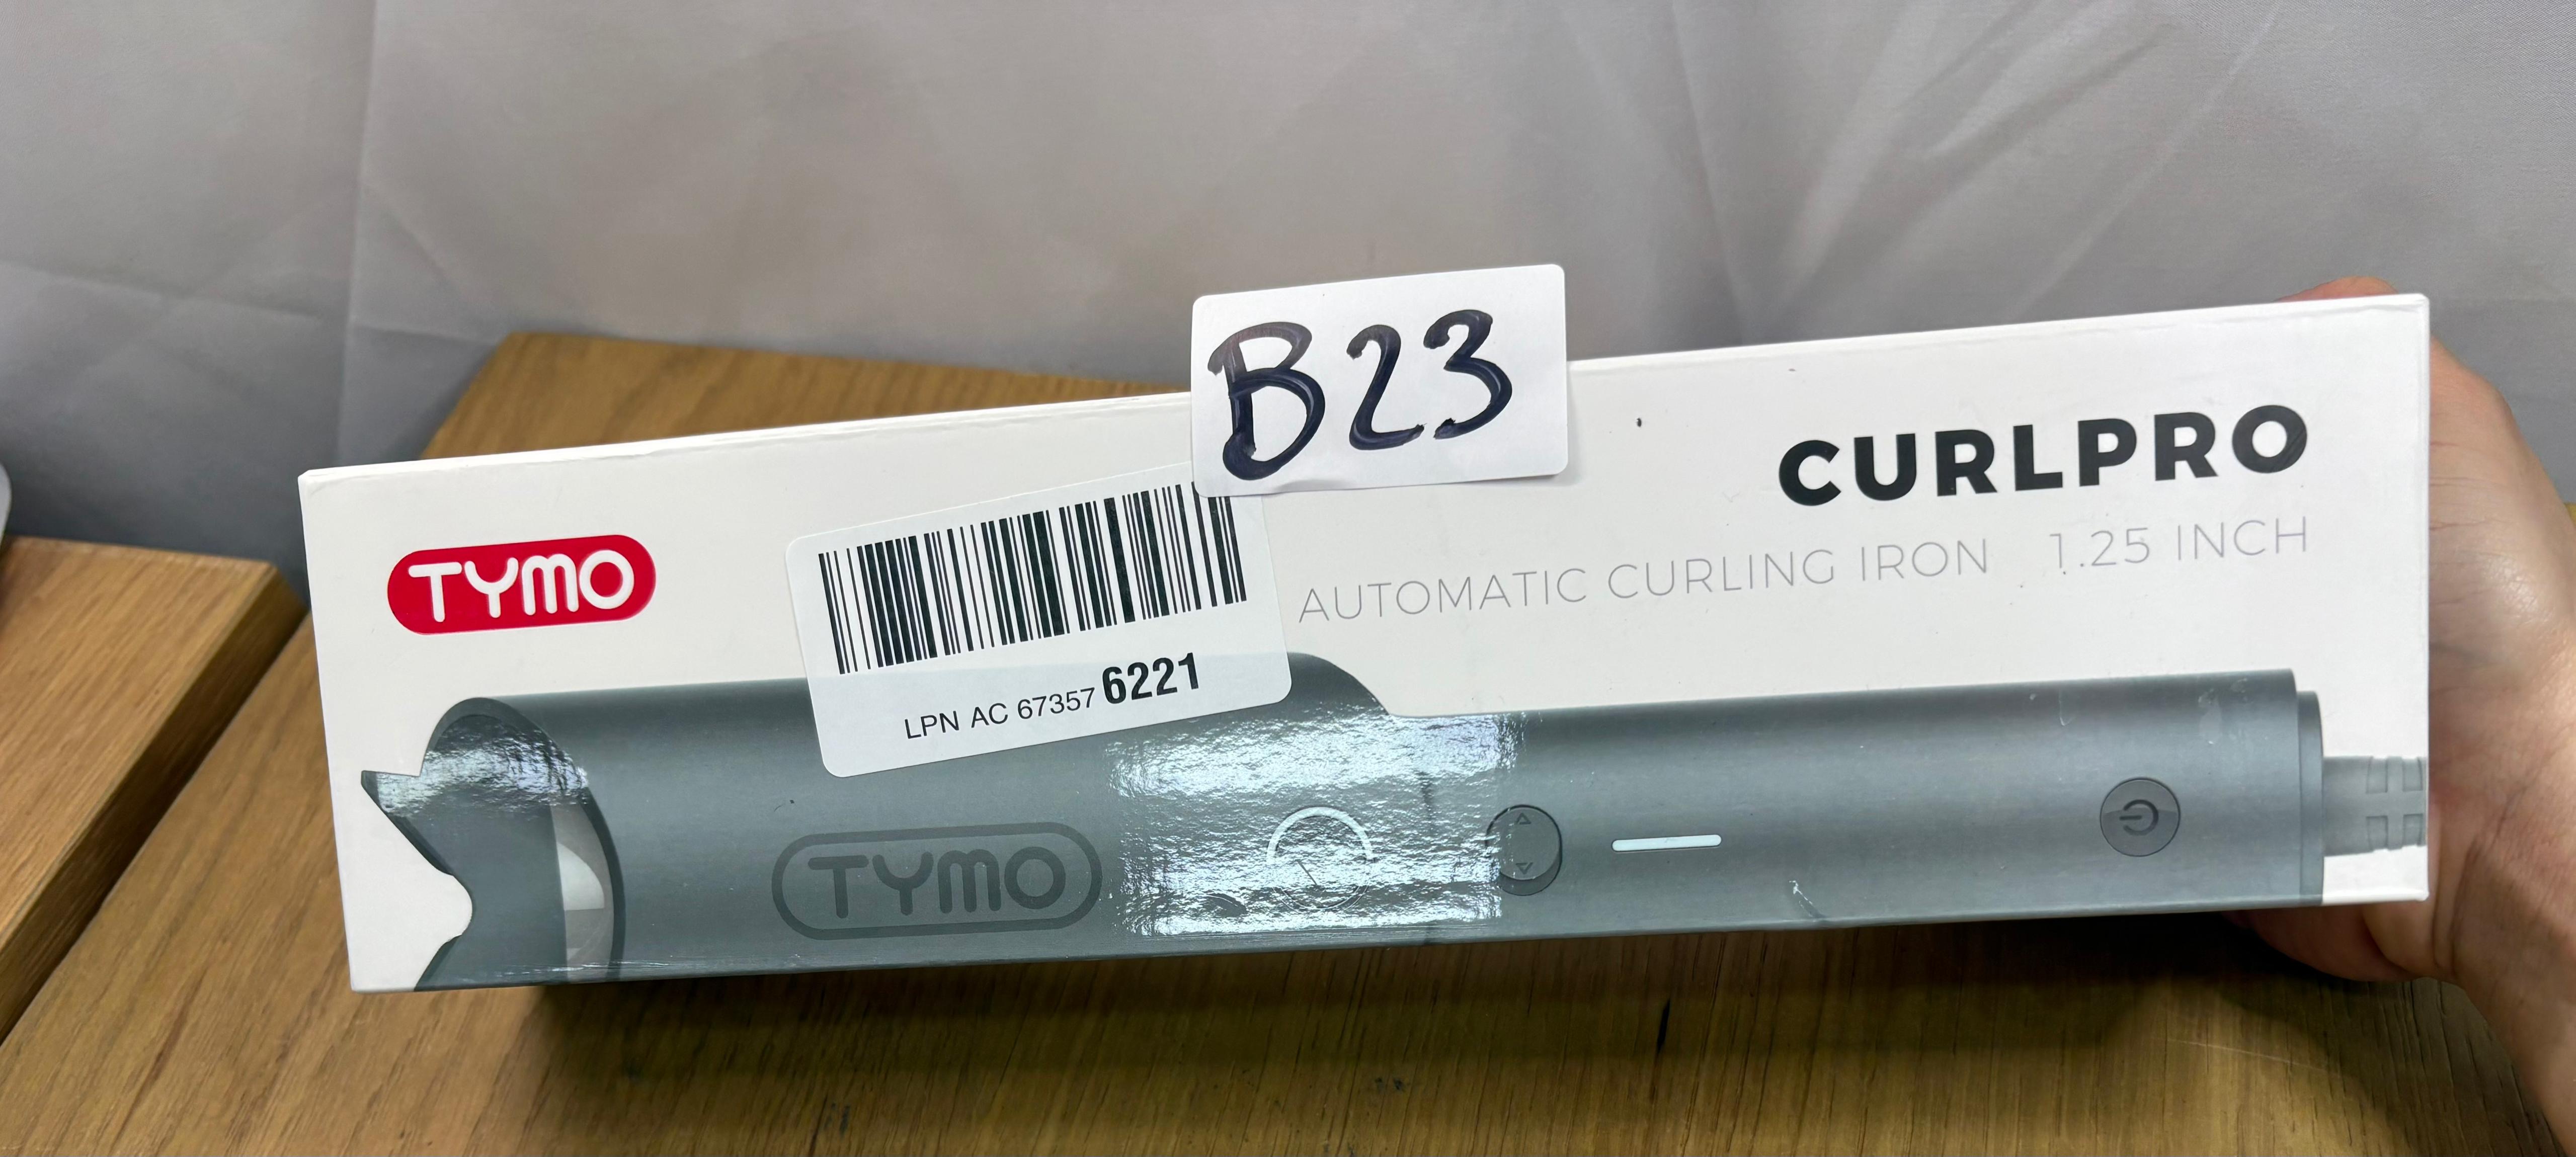 B23
CURLPRO
AUTOMATIC CURLING IRON 1.25 INCH
TYMO
LPN AC 67357 6221
TYMO